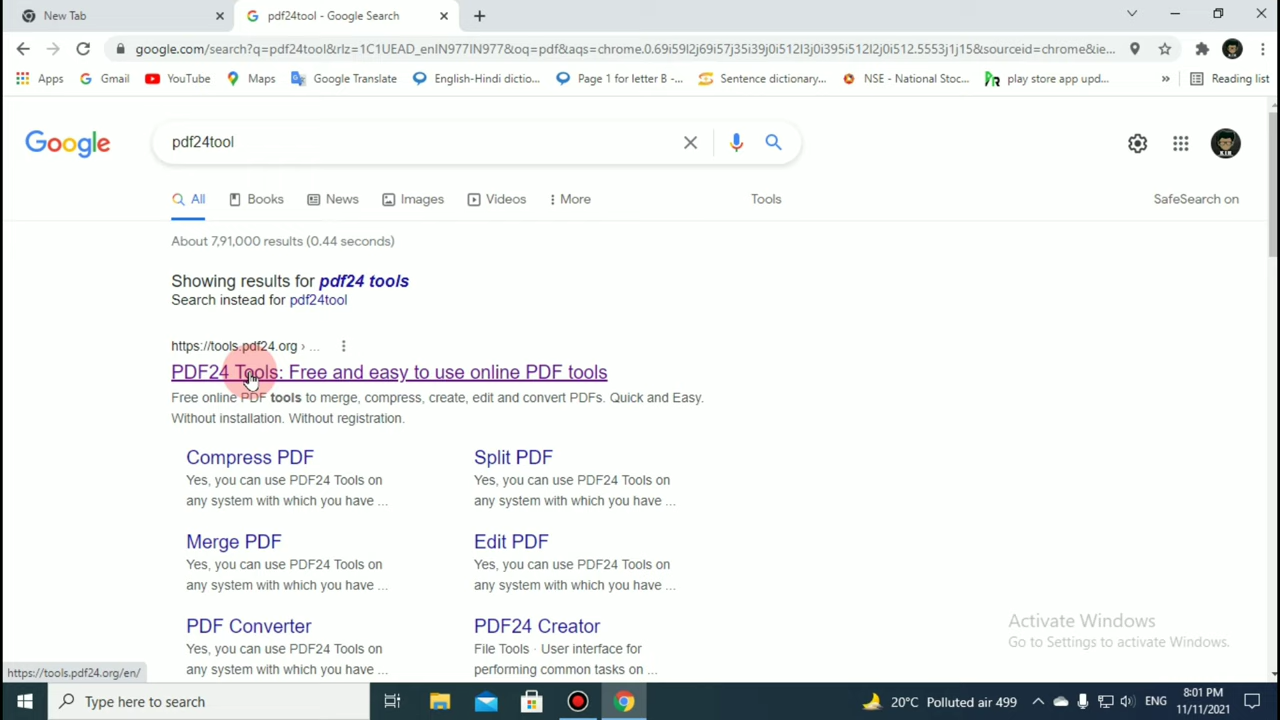 New Tab
pdf24tool - Google Search
google.com/search?q=pdf24tool&rlz=1C1UEAD_enIN977IN977&oq=pdf&aqs=chrome.0.69i59l2j69i57j35i39j0i512l3j0i395i512l2j0i512.5553j1j15&sourceid=chrome&ie...
Apps
Gmail
YouTube
Maps
Google Translate
English-Hindi dictio...
Page 1 for letter B -...
Sentence dictionary...
NSE - National Stoc...
play store app upd...
»
Reading list
Google
pdf24tool
All
Books
News
Images
Videos
More
Tools
SafeSearch on
About 7,91,000 results (0.44 seconds)
Showing results for pdf24 tools
Search instead for pdf24tool
https://tools.pdf24.org › ...
PDF24 Tools: Free and easy to use online PDF tools
Free online PDF tools to merge, compress, create, edit and convert PDFs. Quick and Easy.
Without installation. Without registration.
Compress PDF
Yes, you can use PDF24 Tools on
any system with which you have ...
Split PDF
Yes, you can use PDF24 Tools on
any system with which you have ...
Merge PDF
Yes, you can use PDF24 Tools on
any system with which you have ...
Edit PDF
Yes, you can use PDF24 Tools on
any system with which you have ...
PDF Converter
Yes, you can use PDF24 Tools on
any system with which you have ...
PDF24 Creator
File Tools · User interface for
performing common tasks on ...
Activate Windows
Go to Settings to activate Windows.
https://tools.pdf24.org/en/
Type here to search
20°C Polluted air 499
ENG
8:01 PM
11/11/2021